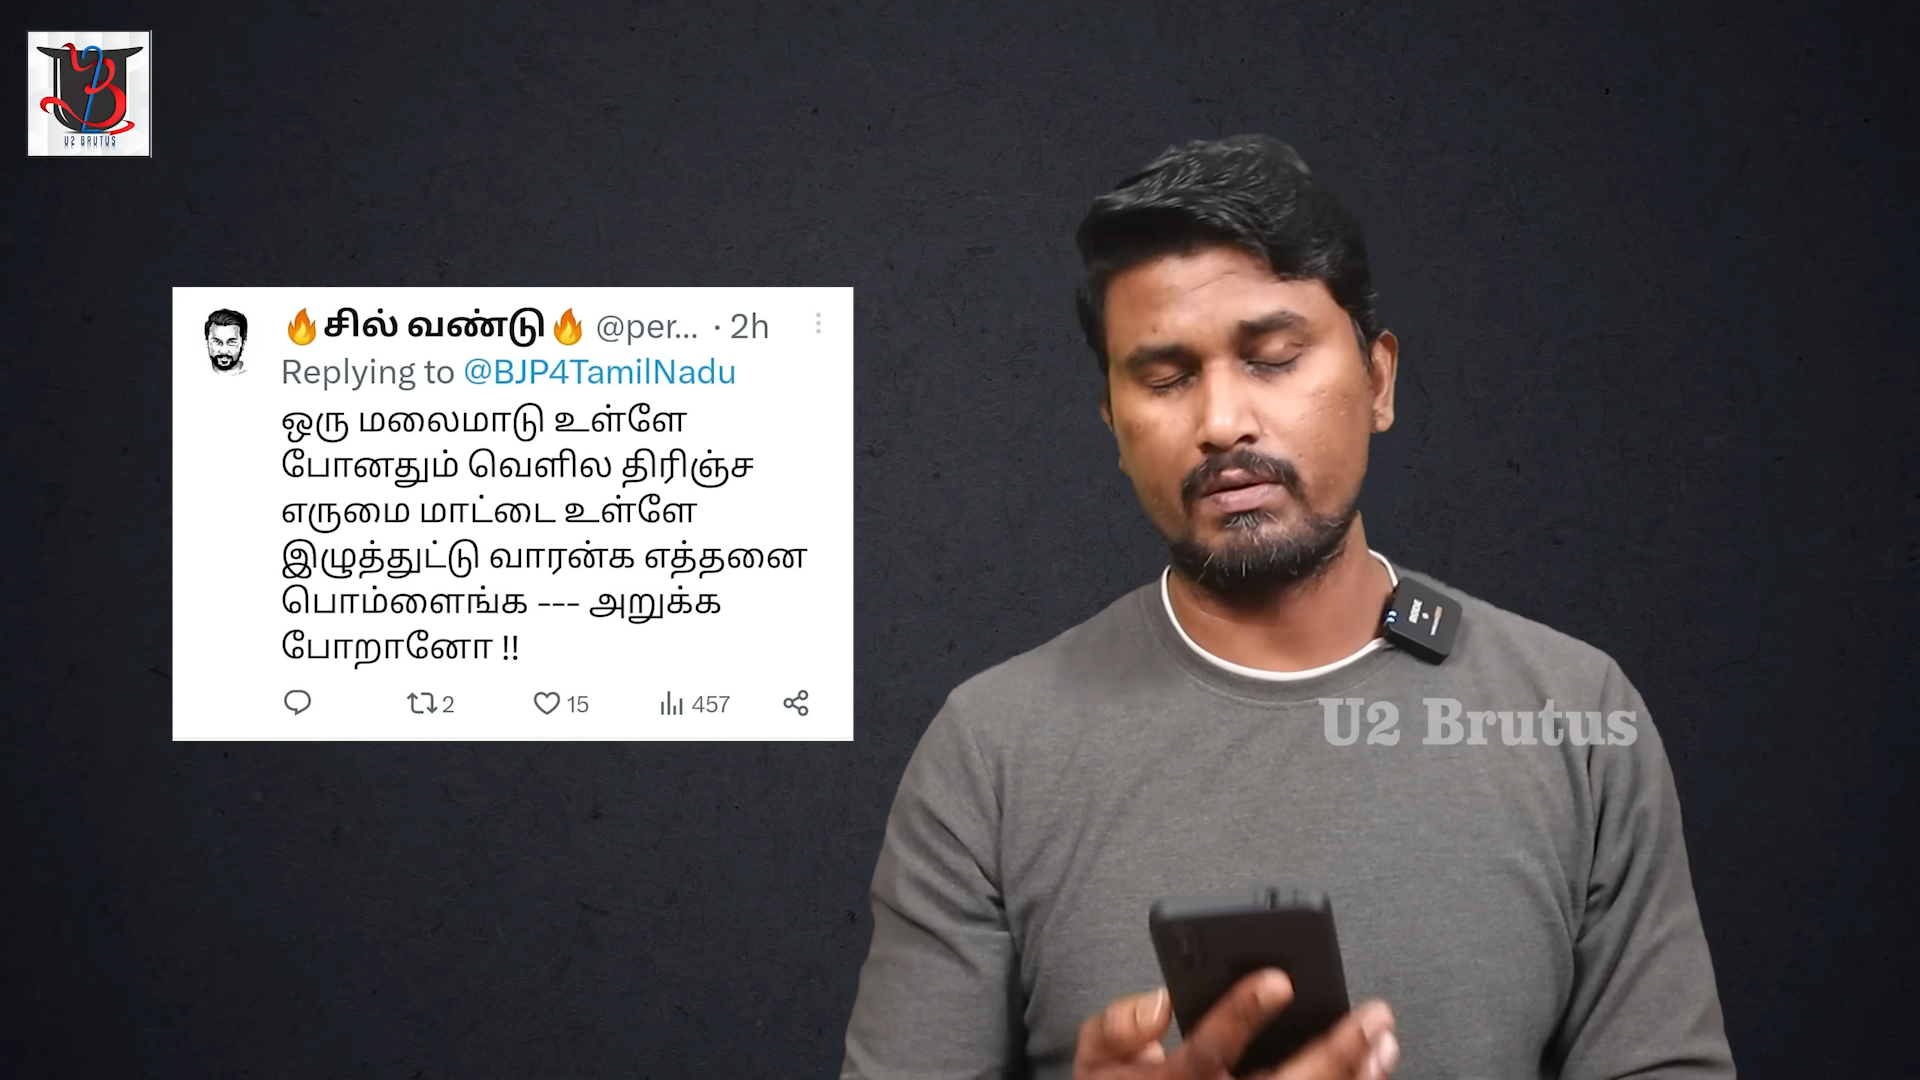 U2 BRUTUS
🔥சில் வண்டு🔥 @per... · 2h
Replying to @BJP4TamilNadu
ஒரு மலைமாடு உள்ளே
போனதும் வெளில திரிஞ்ச
எருமை மாட்டை உள்ளே
இழுத்துட்டு வாரன்க எத்தனை
பொம்ளைங்க --- அறுக்க
போறானோ !!
2 15 457
U2 Brutus